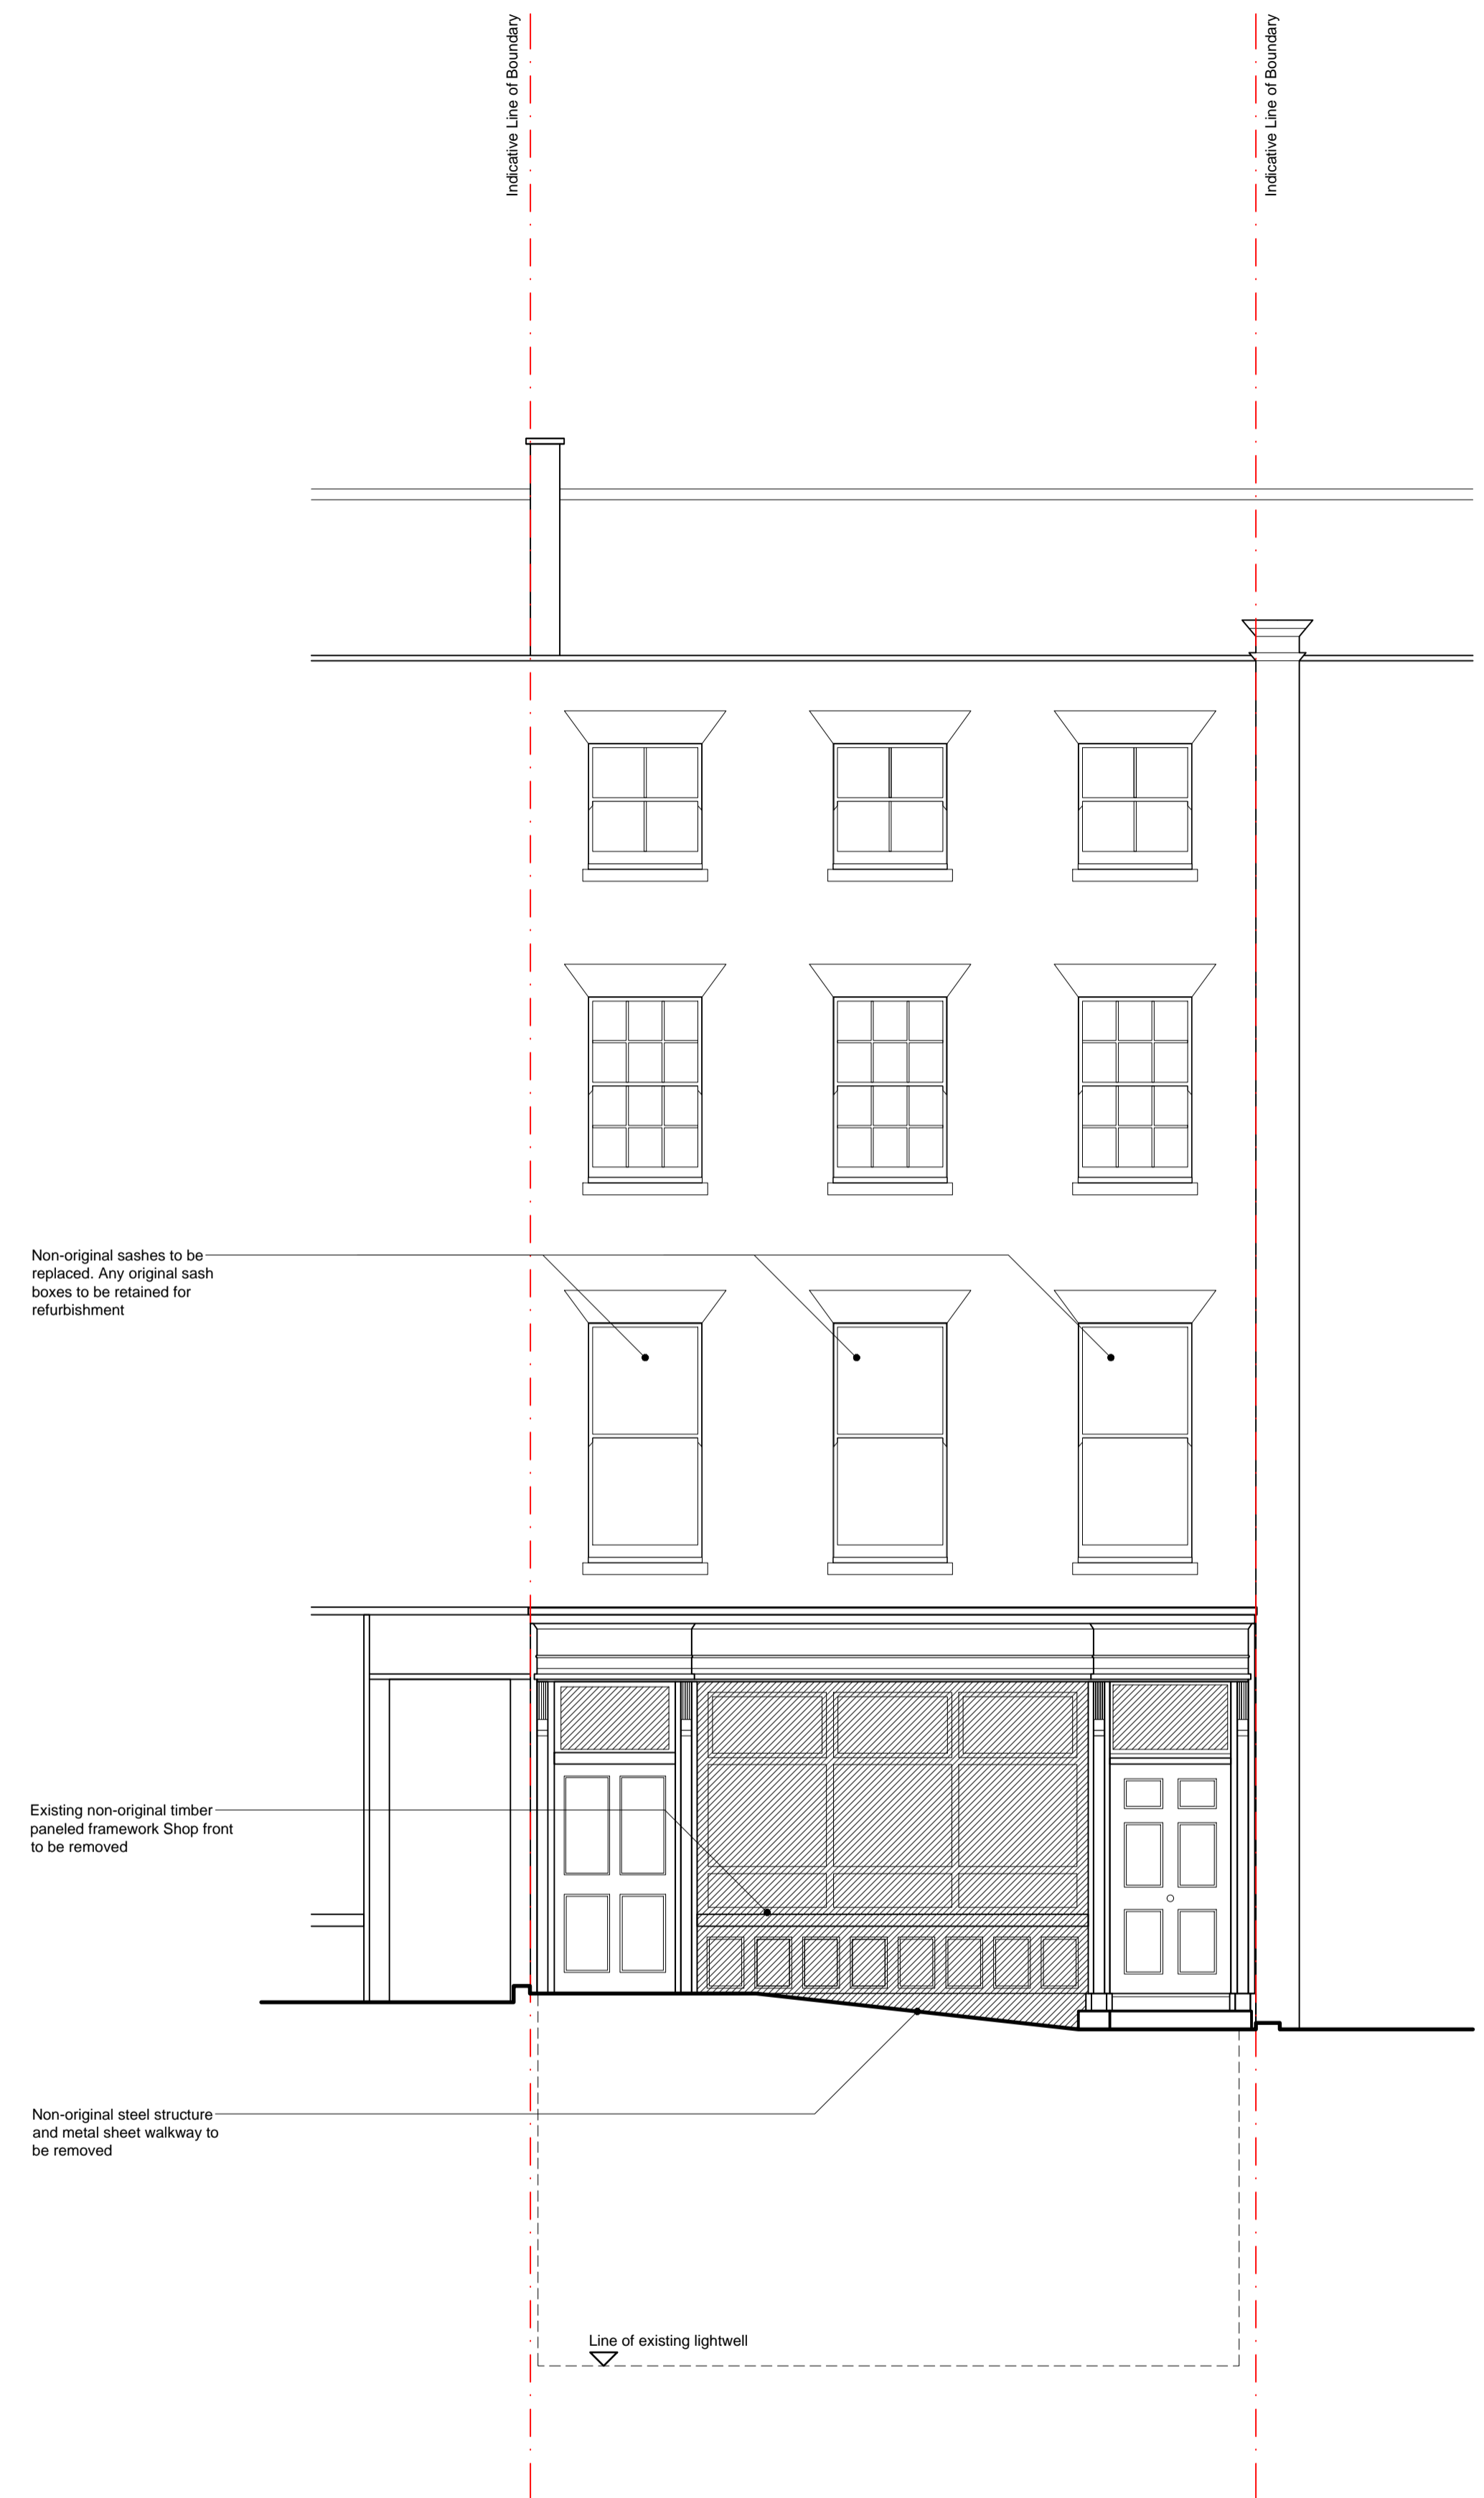 Indicative Line of Boundary
Indicative Line of Boundary
Non-original sashes to be
replaced. Any original sash
boxes to be retained for
refurbishment
Existing non-original timber
paneled framework Shop front
to be removed
Non-original steel structure
and metal sheet walkway to
be removed
Line of existing lightwell